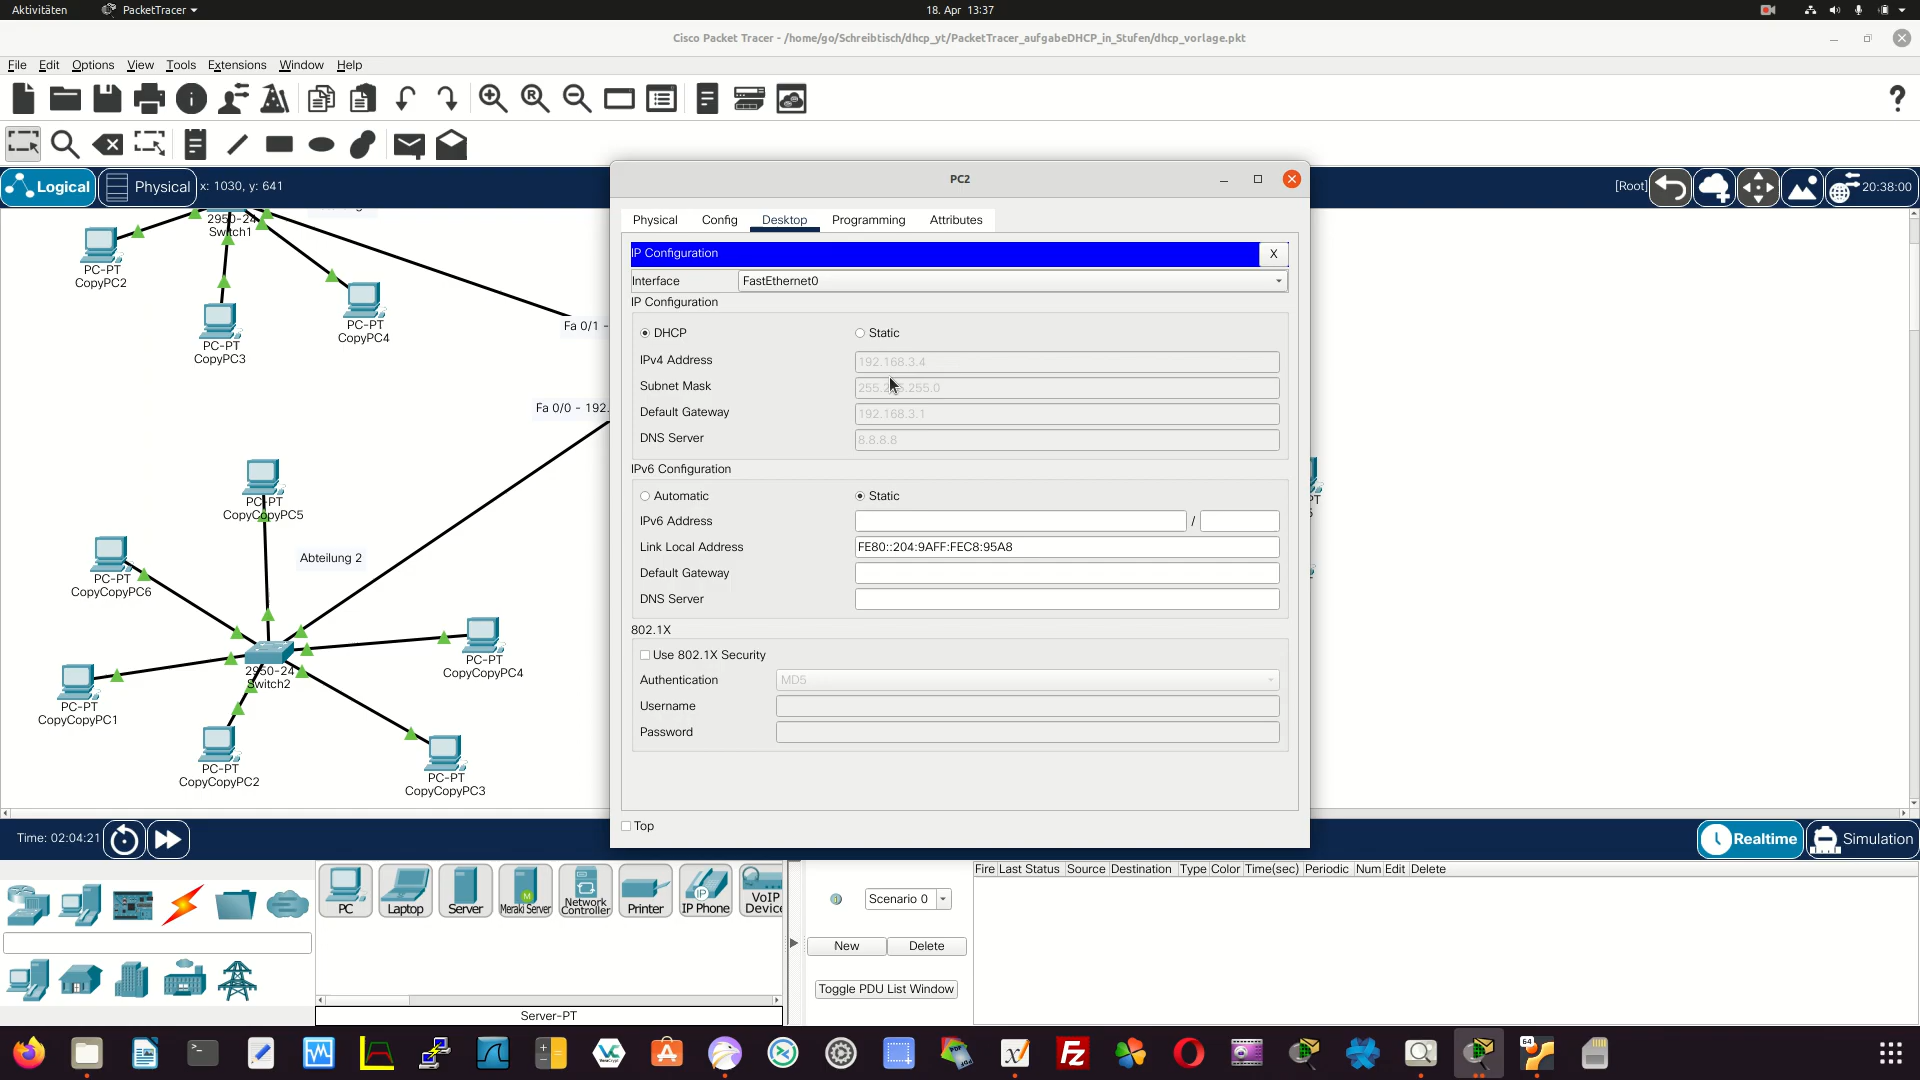 Aktivitäten
PacketTracer
18. Apr 13:37
Cisco Packet Tracer - /home/go/Schreibtisch/dhcp_yt/PacketTracer_aufgabeDHCP_in_Stufen/dhcp_vorlage.pkt
File Edit Options View Tools Extensions Window Help
Logical
Physical
x: 1030, y: 641
[Root]
20:38:00
2950-24
Switch1
PC-PT
CopyPC2
PC-PT
CopyPC3
PC-PT
CopyPC4
Fa 0/1 -
Fa 0/0 - 192.
PC-PT
CopyCopyPC5
Abteilung 2
PC-PT
CopyCopyPC6
PC-PT
CopyCopyPC4
2950-24
Switch2
PC-PT
CopyCopyPC1
PC-PT
CopyCopyPC2
PC-PT
CopyCopyPC3
PC2
Physical Config Desktop Programming Attributes
IP Configuration
X
Interface FastEthernet0
IP Configuration
DHCP Static
IPv4 Address 192.168.3.4
Subnet Mask 255.255.255.0
Default Gateway 192.168.3.1
DNS Server 8.8.8.8
IPv6 Configuration
Automatic Static
IPv6 Address /
Link Local Address FE80::204:9AFF:FEC8:95A8
Default Gateway
DNS Server
802.1X
Use 802.1X Security
Authentication MD5
Username
Password
Top
Time: 02:04:21
Realtime
Simulation
PC
Laptop
Server
Meraki Server
Network Controller
Printer
IP Phone
VoIP Device
Server-PT
Scenario 0
New Delete
Toggle PDU List Window
Fire Last Status Source Destination Type Color Time(sec) Periodic Num Edit Delete